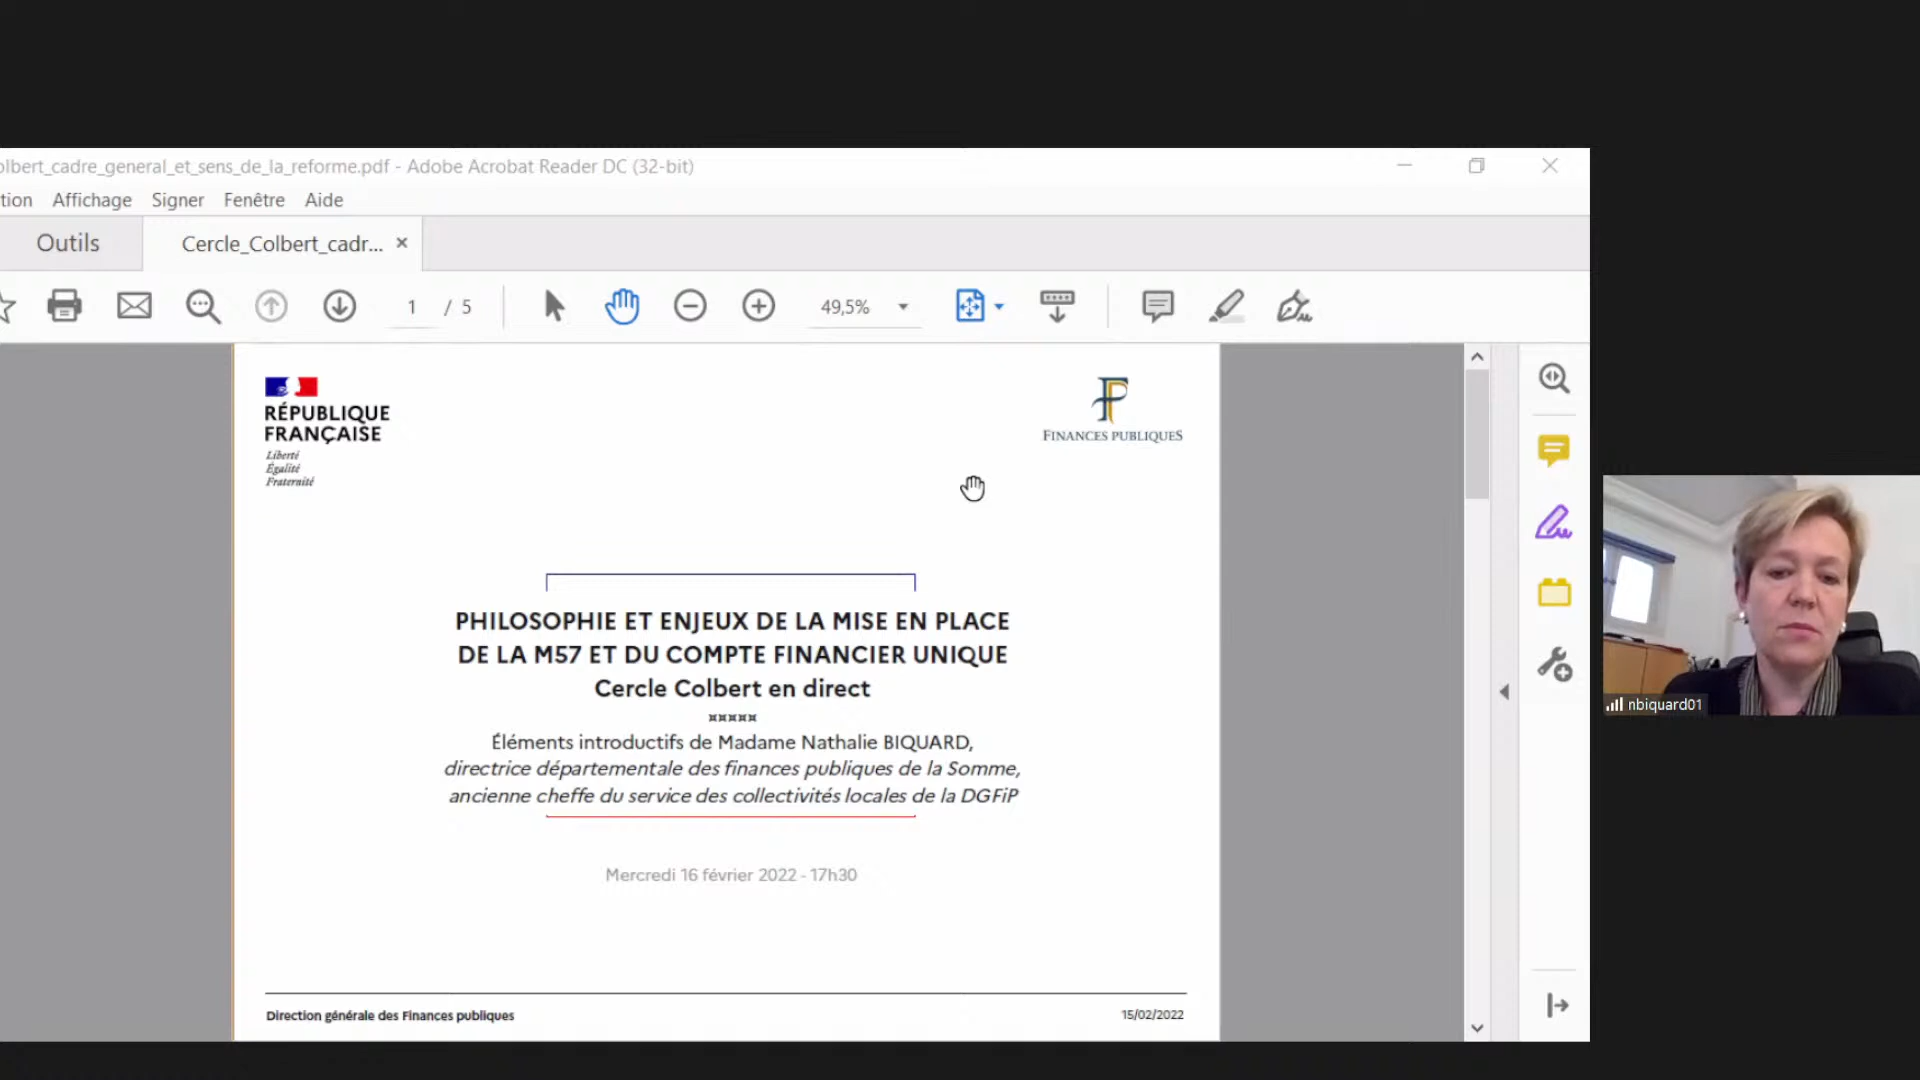 olbert_cadre_general_et_sens_de_la_reforme.pdf - Adobe Acrobat Reader DC (32-bit)
tion Affichage Signer Fenêtre Aide
Outils Cercle_Colbert_cadr... ×
1 / 5 49,5%
RÉPUBLIQUE
FRANÇAISE
Liberté
Égalité
Fraternité
FP
FINANCES PUBLIQUES
PHILOSOPHIE ET ENJEUX DE LA MISE EN PLACE
DE LA M57 ET DU COMPTE FINANCIER UNIQUE
Cercle Colbert en direct
¤¤¤¤¤
Éléments introductifs de Madame Nathalie BIQUARD,
directrice départementale des finances publiques de la Somme,
ancienne cheffe du service des collectivités locales de la DGFiP
Mercredi 16 février 2022 - 17h30
Direction générale des Finances publiques
15/02/2022
nbiquard01